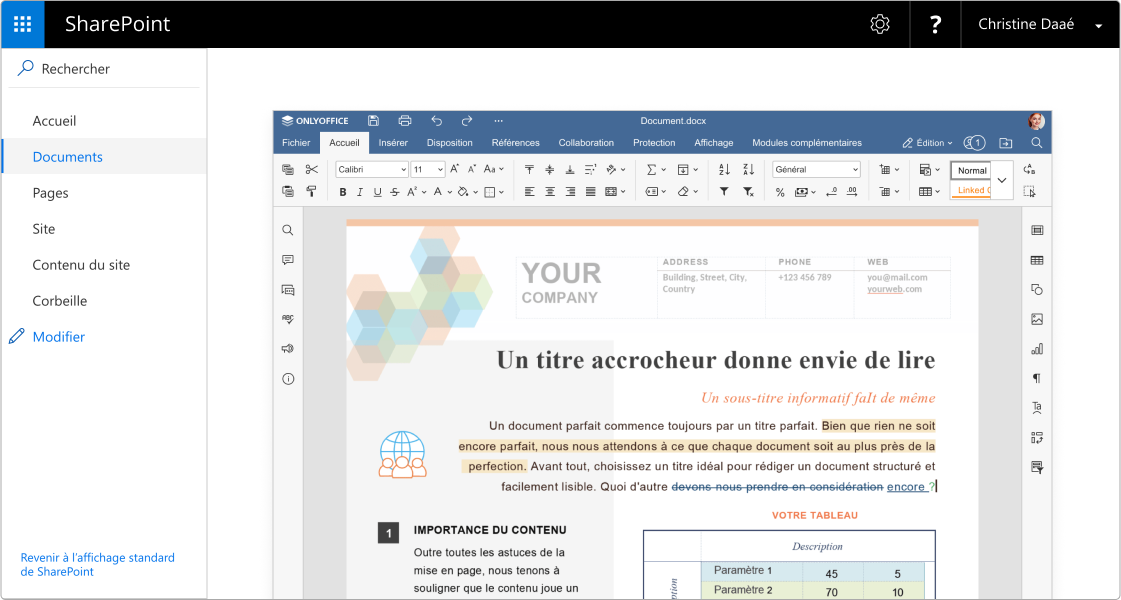 SharePoint
?
Christine Daaé
Rechercher
Accueil
Documents
Pages
Site
Contenu du site
Corbeille
Modifier
Revenir à l'affichage standard
de SharePoint
ONLYOFFICE
Document.docx
Fichier Accueil Insérer Disposition Références Collaboration Protection Affichage Modules complémentaires
Édition
1
Calibri 11 A A Aa
Général
Normal
B I U S A A
%
Linked
YOUR
COMPANY
ADDRESS
Building, Street, City,
Country
PHONE
+123 456 789
WEB
you@mail.com
yourweb.com
Un titre accrocheur donne envie de lire
Un sous-titre informatif faIt de même
Un document parfait commence toujours par un titre parfait. Bien que rien ne soit
encore parfait, nous nous attendons à ce que chaque document soit au plus près de la
perfection. Avant tout, choisissez un titre idéal pour rédiger un document structuré et
facilement lisible. Quoi d'autre devons nous prendre en considération encore ?
1
IMPORTANCE DU CONTENU
Outre toutes les astuces de la
mise en page, nous tenons à
souligner que le contenu joue un
VOTRE TABLEAU
Description
Paramètre 1 45 5
Paramètre 2 70 10